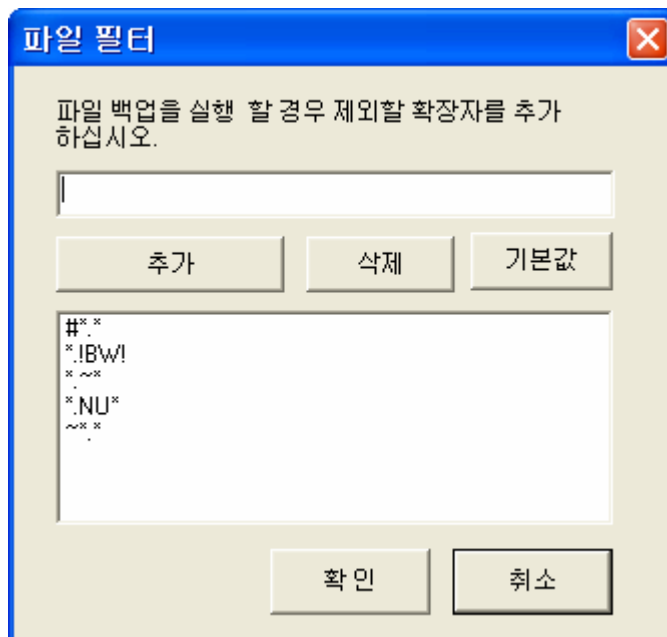 파일 필터
파일 백업을 실행 할 경우 제외할 확장자를 추가
하십시오.
추가 삭제 기본값
#*.*
*.!BW!
*.~*
*.NU*
~*.*
확인 취소